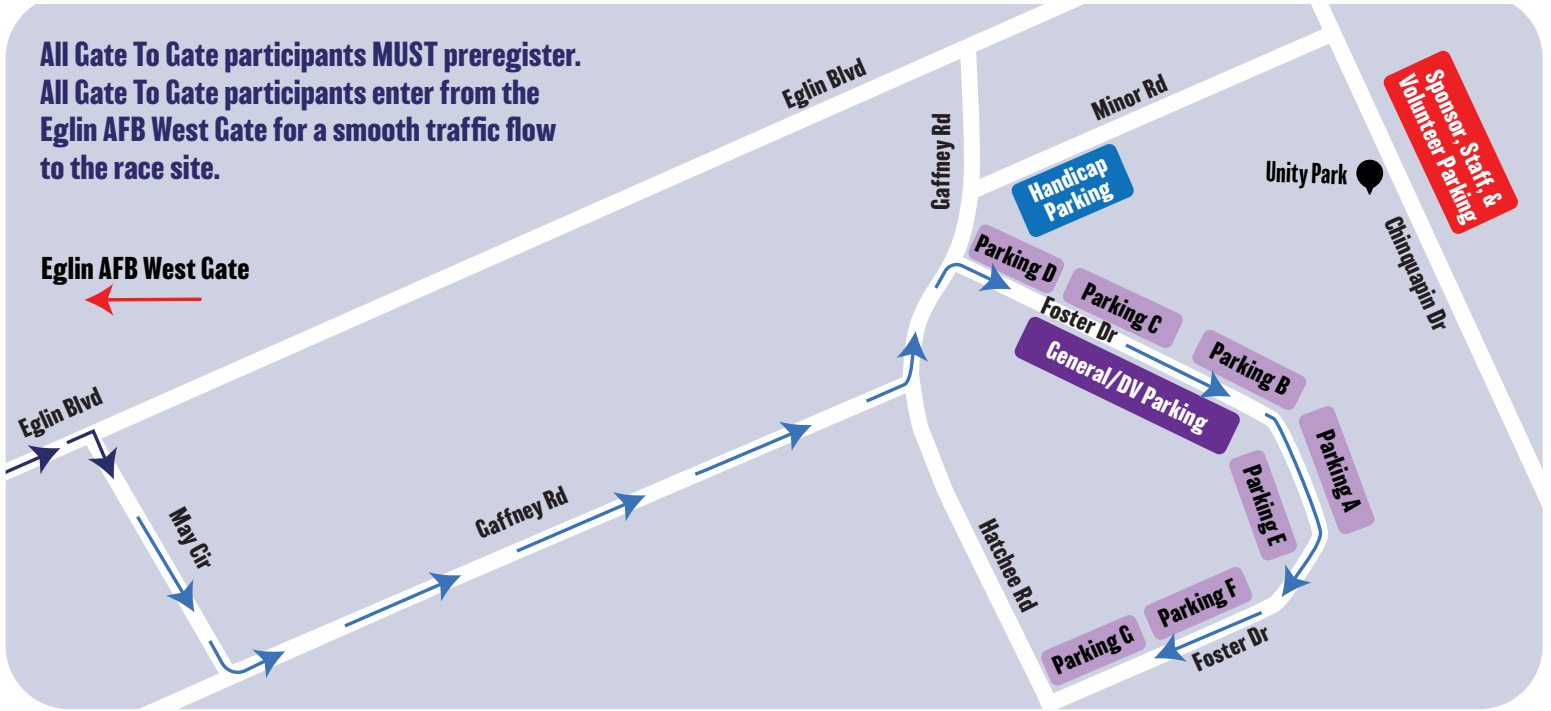 All Gate To Gate participants MUST preregister.
All Gate To Gate participants enter from the
Eglin AFB West Gate for a smooth traffic flow
to the race site.
Eglin Blvd
Minor Rd
Gaffney Rd
Sponsor, Staff, &
Volunteer Parking
Unity Park
Handicap
Parking
Chinquapin Dr
Eglin AFB West Gate
Parking D
Parking C
Foster Dr
General/DV Parking
Parking B
Eglin Blvd
Parking A
Parking E
May Cir
Gaffney Rd
Hatchee Rd
Parking F
Parking G
Foster Dr